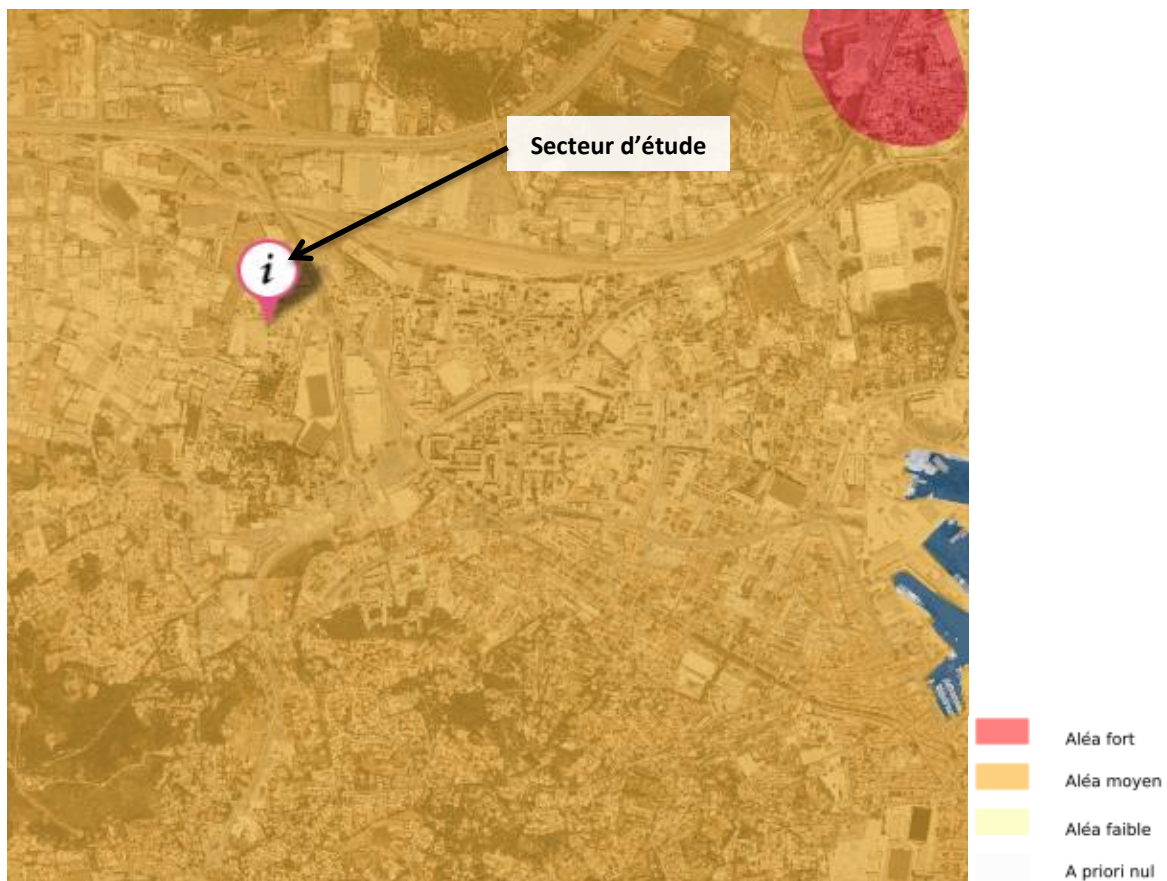 Secteur d'étude
i
Aléa fort
Aléa moyen
Aléa faible
A priori nul